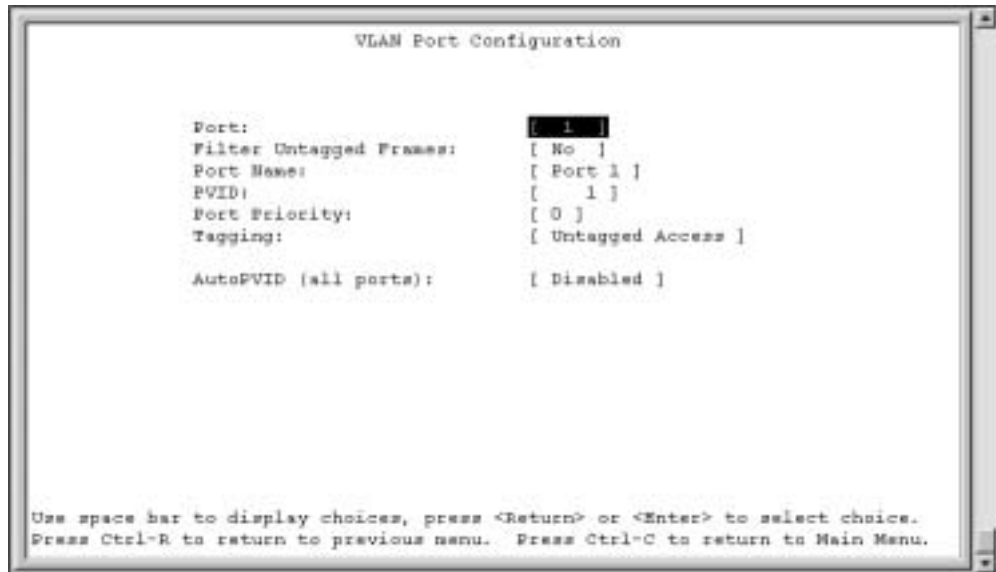 VLAN Port Configuration
Port: [ 1 ]
Filter Untagged Frames: [ No ]
Port Name: [ Port 1 ]
PVID: [ 1 ]
Port Priority: [ 0 ]
Tagging: [ Untagged Access ]
AutoPVID (all ports): [ Disabled ]
Use space bar to display choices, press <Return> or <Enter> to select choice.
Press Ctrl-R to return to previous menu. Press Ctrl-C to return to Main Menu.